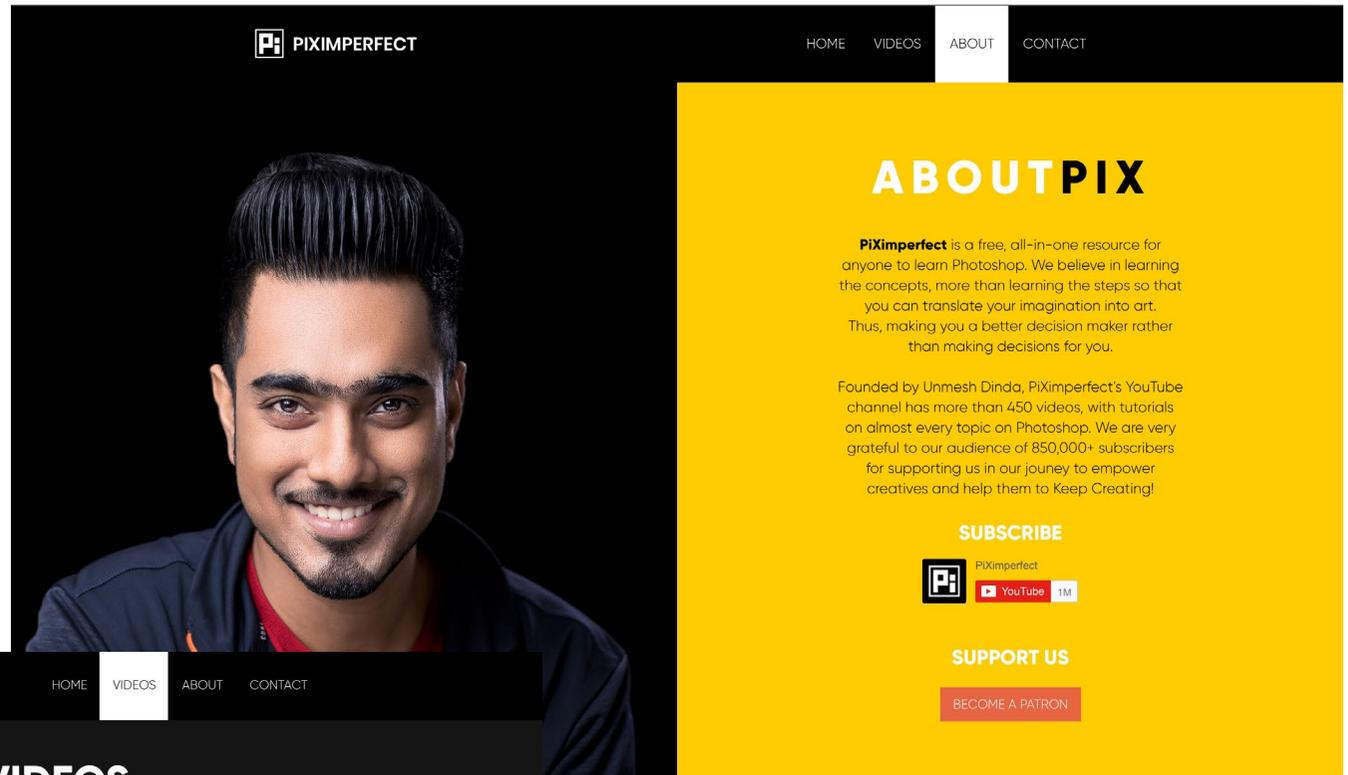 Pi PIXIMPERFECT
HOME VIDEOS ABOUT CONTACT
ABOUTPIX
PiXimperfect is a free, all-in-one resource for
anyone to learn Photoshop. We believe in learning
the concepts, more than learning the steps so that
you can translate your imagination into art.
Thus, making you a better decision maker rather
than making decisions for you.
Founded by Unmesh Dinda, PiXimperfect's YouTube
channel has more than 450 videos, with tutorials
on almost every topic on Photoshop. We are very
grateful to our audience of 850,000+ subscribers
for supporting us in our jouney to empower
creatives and help them to Keep Creating!
SUBSCRIBE
Pi
PiXimperfect
YouTube 1M
SUPPORT US
BECOME A PATRON
HOME VIDEOS ABOUT CONTACT
VIDEOS